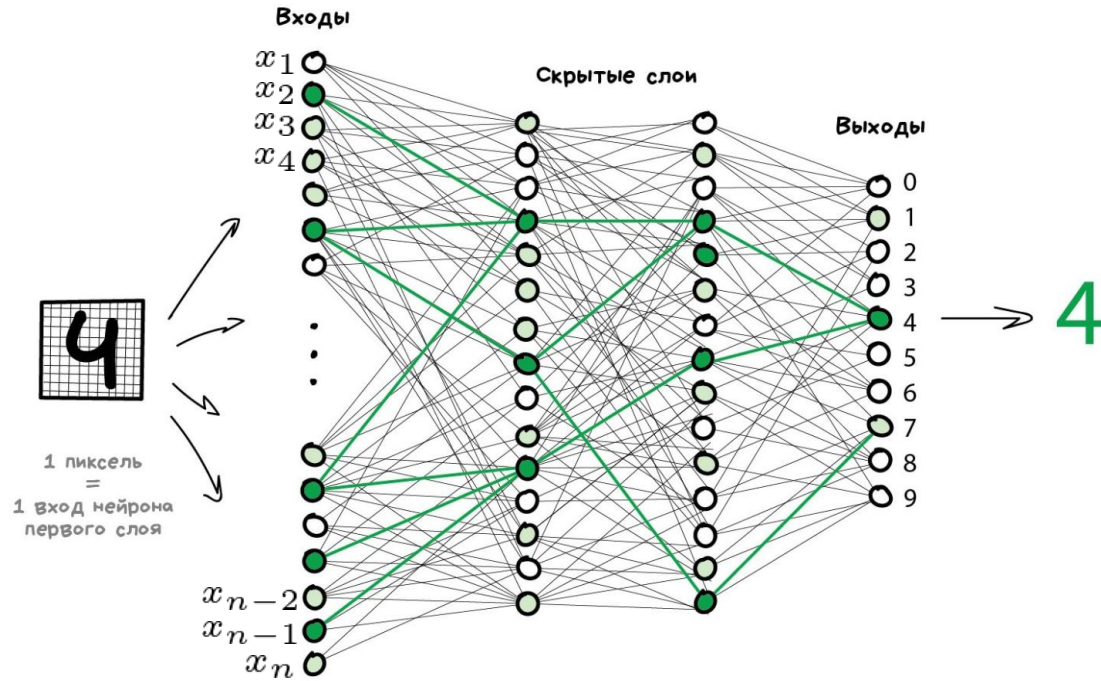 Входы
x1
x2
x3
x4
Скрытые слои
Выходы
0
1
2
3
4
5
6
7
8
9
4
4
1 пиксель
=
1 вход нейрона
первого слоя
xn−2
xn−1
xn